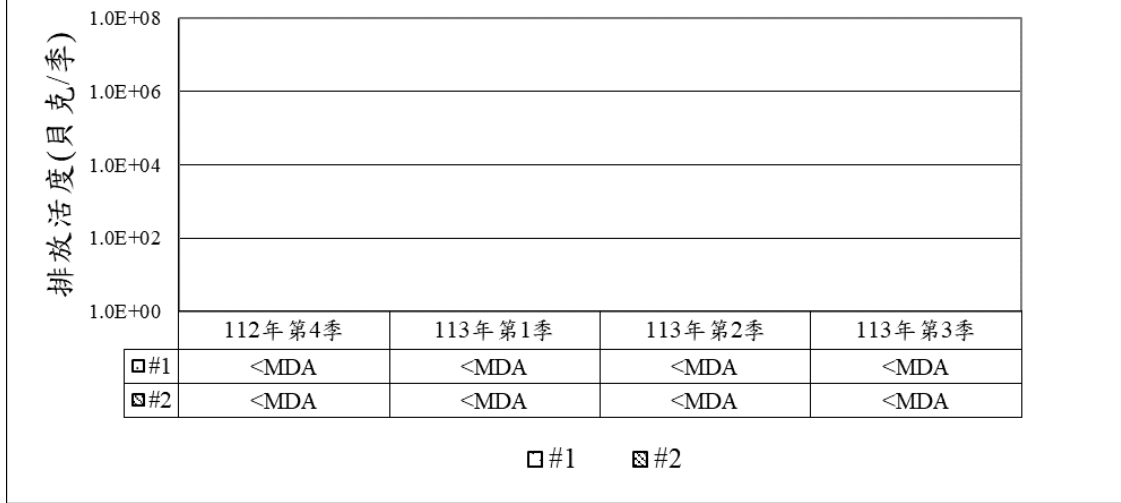 排放活度(貝克/季)
1.0E+08
1.0E+06
1.0E+04
1.0E+02
1.0E+00
112年第4季 113年第1季 113年第2季 113年第3季
#1 <MDA <MDA <MDA <MDA
#2 <MDA <MDA <MDA <MDA
#1 #2